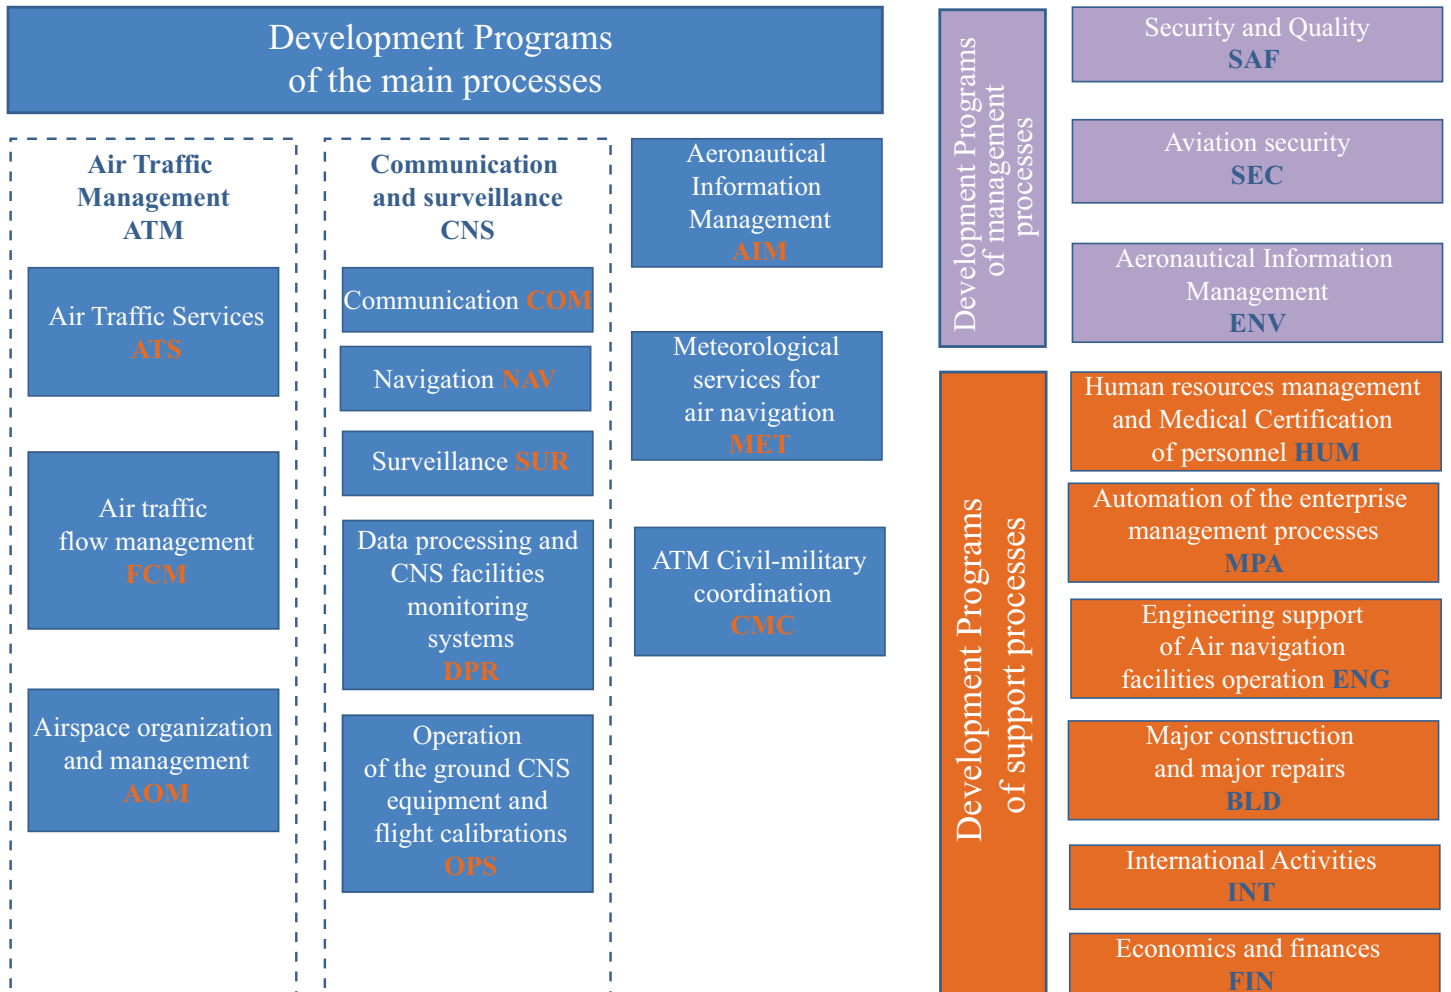 Development Programs
of the main processes
Air Traffic
Management
ATM
Air Traffic Services
ATS
Air traffic
flow management
FCM
Airspace organization
and management
AOM
Communication
and surveillance
CNS
Communication COM
Navigation NAV
Surveillance SUR
Data processing and
CNS facilities
monitoring
systems
DPR
Operation
of the ground CNS
equipment and
flight calibrations
OPS
Aeronautical
Information
Management
AIM
Meteorological
services for
air navigation
MET
ATM Civil-military
coordination
CMC
Development Programs
of management
processes
Security and Quality
SAF
Aviation security
SEC
Aeronautical Information
Management
ENV
Development Programs
of support processes
Human resources management
and Medical Certification
of personnel HUM
Automation of the enterprise
management processes
MPA
Engineering support
of Air navigation
facilities operation ENG
Major construction
and major repairs
BLD
International Activities
INT
Economics and finances
FIN